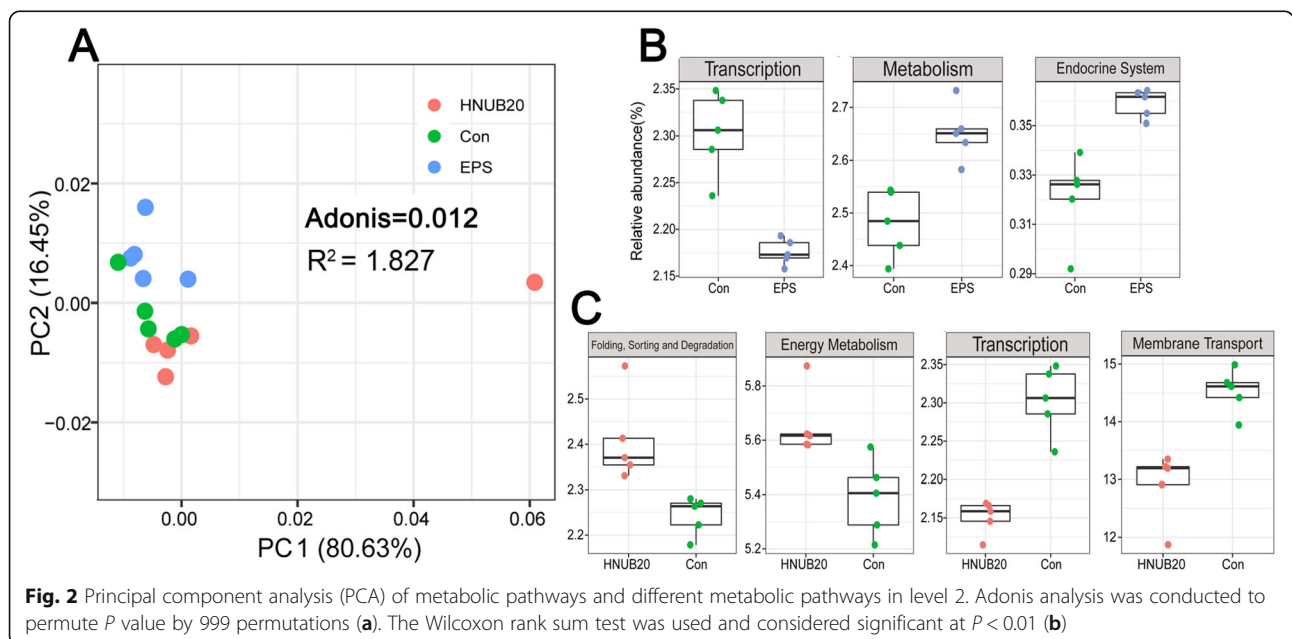 A
HNUB20
Con
EPS
Adonis=0.012
R² = 1.827
0.02
0.00
−0.02
PC2 (16.45%)
0.00
0.02
0.04
0.06
PC1 (80.63%)
B
Transcription
Metabolism
Endocrine System
Relative abundance(%)
2.35
2.30
2.20
2.15
Con
EPS
2.7
2.6
2.5
2.4
Con
EPS
0.35
0.33
0.31
0.29
Con
EPS
C
Folding, Sorting and Degradation
Energy Metabolism
Transcription
Membrane Transport
2.5
2.4
2.3
2.2
HNUB20
Con
5.8
5.6
5.4
5.2
HNUB20
Con
2.35
2.30
2.25
2.20
2.15
HNUB20
Con
15
14
13
12
HNUB20
Con
Fig. 2 Principal component analysis (PCA) of metabolic pathways and different metabolic pathways in level 2. Adonis analysis was conducted to
permute P value by 999 permutations (a). The Wilcoxon rank sum test was used and considered significant at P < 0.01 (b)